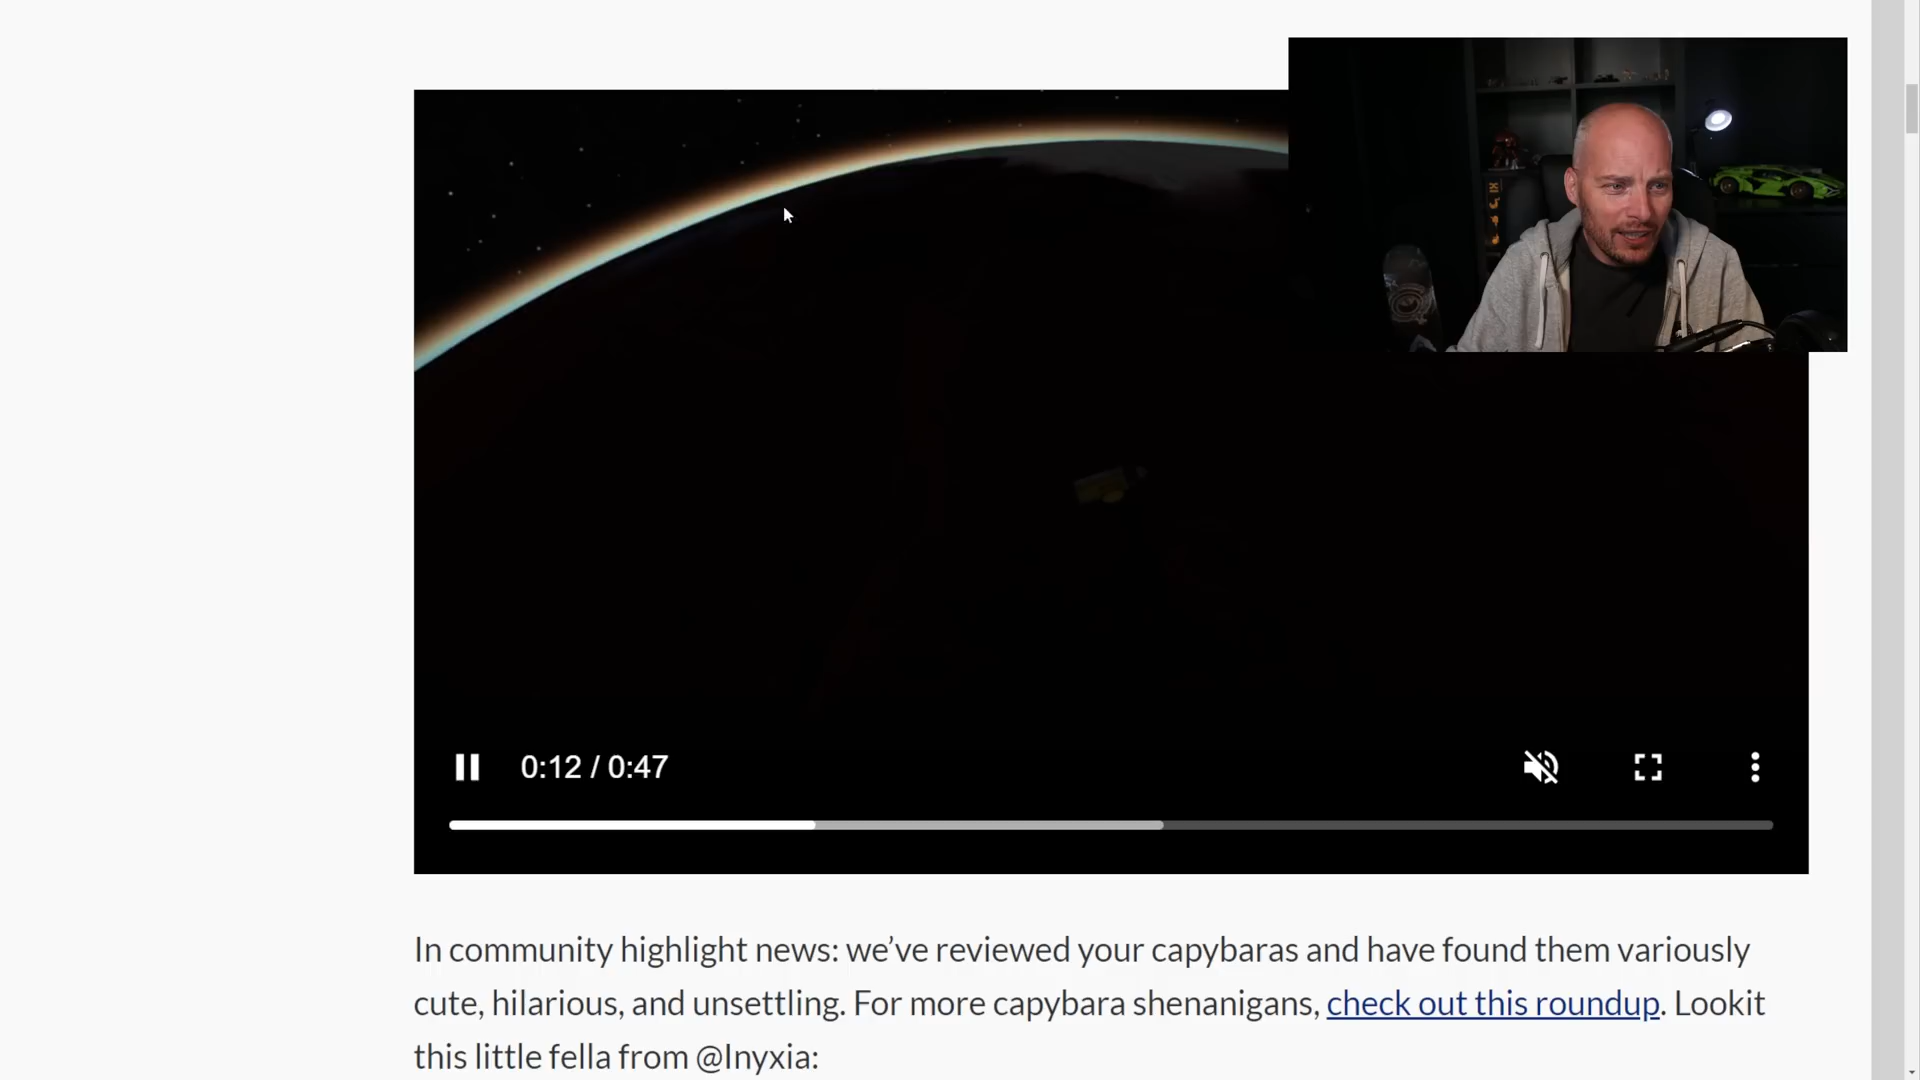 0:12 / 0:47
In community highlight news: we’ve reviewed your capybaras and have found them variously
cute, hilarious, and unsettling. For more capybara shenanigans, check out this roundup. Lookit
this little fella from @Inyxia: